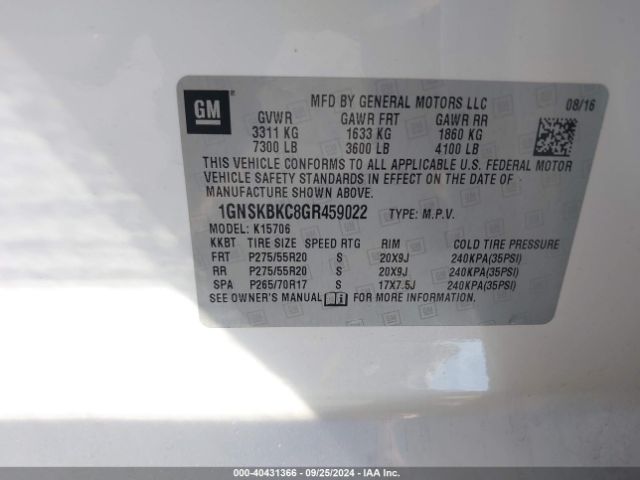 GM
MFD BY GENERAL MOTORS LLC 08/16
GVWR GAWR FRT GAWR RR
3311 KG 1633 KG 1860 KG
7300 LB 3600 LB 4100 LB
THIS VEHICLE CONFORMS TO ALL APPLICABLE U.S. FEDERAL MOTOR
VEHICLE SAFETY STANDARDS IN EFFECT ON THE DATE OF
MANUFACTURE SHOWN ABOVE.
1GNSKBKC8GR459022 TYPE: M.P.V.
MODEL: K15706
KKBT TIRE SIZE SPEED RTG RIM COLD TIRE PRESSURE
FRT P275/55R20 S 20X9J 240KPA(35PSI)
RR P275/55R20 S 20X9J 240KPA(35PSI)
SPA P265/70R17 S 17X7.5J 240KPA(35PSI)
SEE OWNER'S MANUAL FOR MORE INFORMATION.
000-40431366 - 09/25/2024 - IAAI.COM